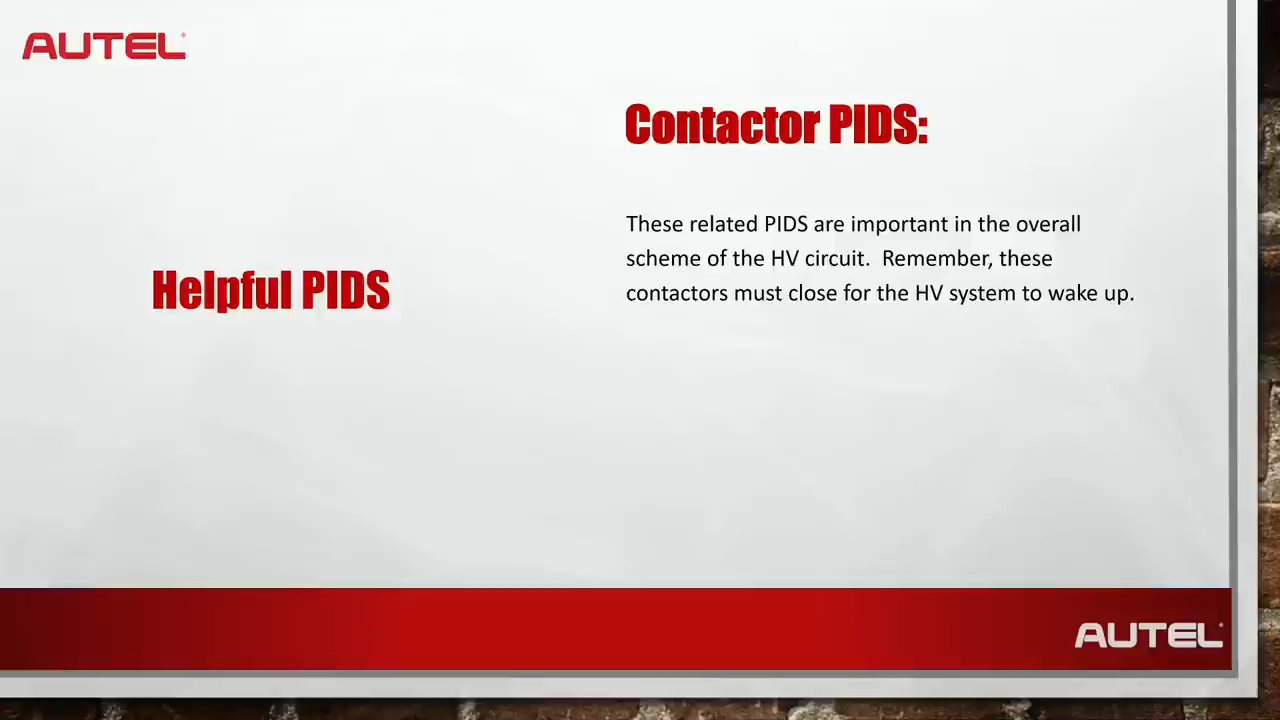 AUTEL
Helpful PIDS
Contactor PIDS:
These related PIDS are important in the overall
scheme of the HV circuit.  Remember, these
contactors must close for the HV system to wake up.
AUTEL